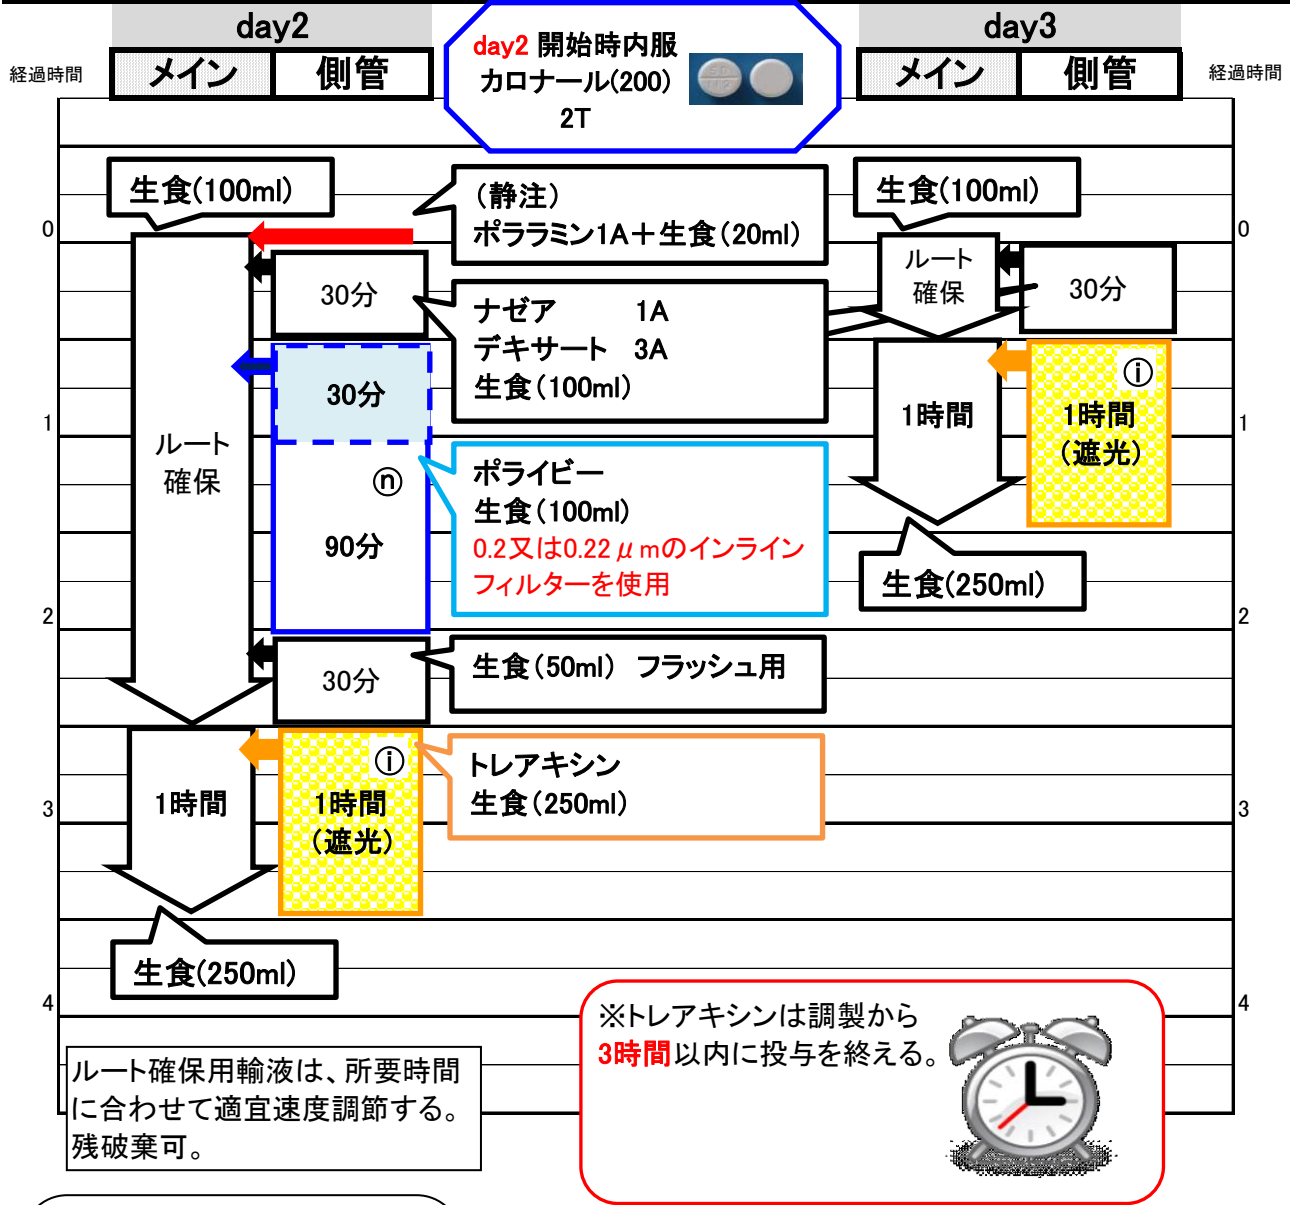 day2
メイン
側管
経過時間
day2 開始時内服
カロナール(200)
2T
day3
メイン
側管
経過時間
生食(100ml)
(静注)
ポララミン1A＋生食(20ml)
生食(100ml)
0
0
30分
ナゼア 1A
デキサート 3A
生食(100ml)
ルート
確保
30分
30分
1
1
ルート
確保
ⓝ
90分
ポライビー
生食(100ml)
0.2又は0.22μmのインライン
フィルターを使用
1時間
ⓘ
1時間
(遮光)
生食(250ml)
2
2
30分
生食(50ml) フラッシュ用
1時間
ⓘ
1時間
(遮光)
トレアキシン
生食(250ml)
3
3
生食(250ml)
4
4
※トレアキシンは調製から
3時間以内に投与を終える。
ルート確保用輸液は、所要時間
に合わせて適宜速度調節する。
残破棄可。